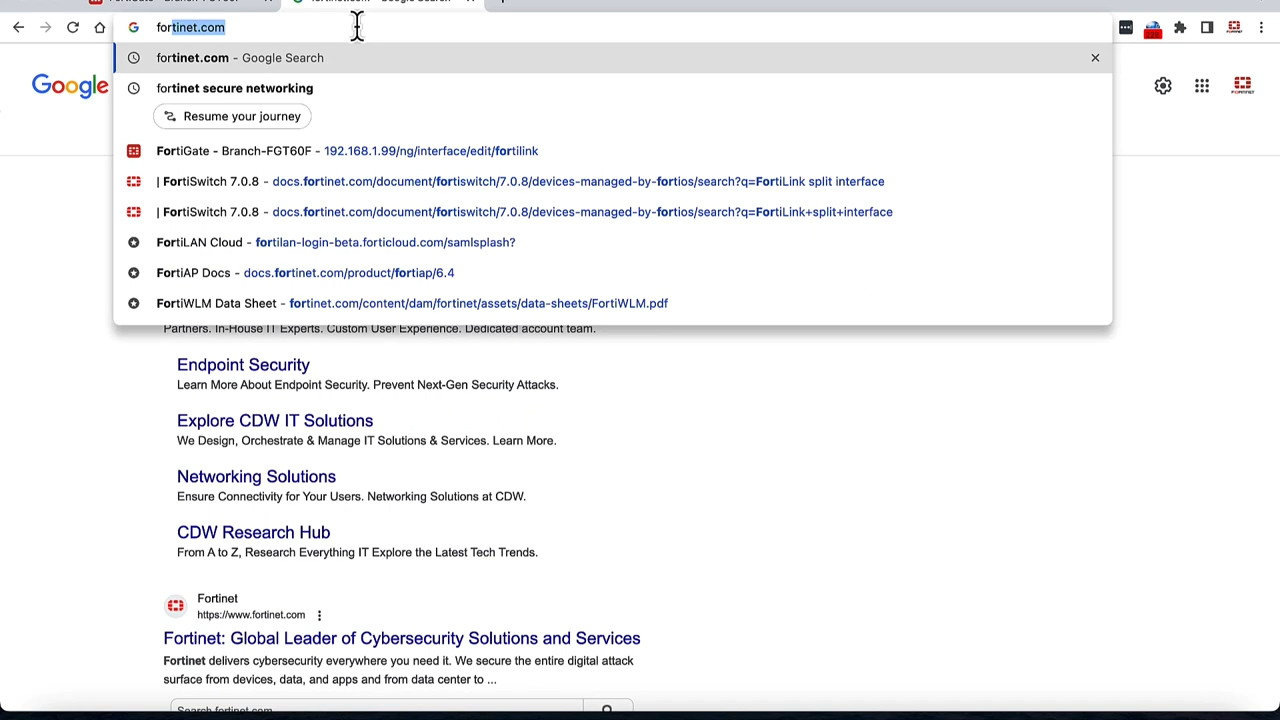 fortinet.com
fortinet.com - Google Search
fortinet secure networking
Resume your journey
FortiGate - Branch-FGT60F - 192.168.1.99/ng/interface/edit/fortilink
| FortiSwitch 7.0.8 - docs.fortinet.com/document/fortiswitch/7.0.8/devices-managed-by-fortios/search?q=FortiLink split interface
| FortiSwitch 7.0.8 - docs.fortinet.com/document/fortiswitch/7.0.8/devices-managed-by-fortios/search?q=FortiLink+split+interface
FortiLAN Cloud - fortilan-login-beta.forticloud.com/samlsplash?
FortiAP Docs - docs.fortinet.com/product/fortiap/6.4
FortiWLM Data Sheet - fortinet.com/content/dam/fortinet/assets/data-sheets/FortiWLM.pdf
Google
Partners. In-House IT Experts. Custom User Experience. Dedicated account team.
Endpoint Security
Learn More About Endpoint Security. Prevent Next-Gen Security Attacks.
Explore CDW IT Solutions
We Design, Orchestrate & Manage IT Solutions & Services. Learn More.
Networking Solutions
Ensure Connectivity for Your Users. Networking Solutions at CDW.
CDW Research Hub
From A to Z, Research Everything IT Explore the Latest Tech Trends.
Fortinet
https://www.fortinet.com
Fortinet: Global Leader of Cybersecurity Solutions and Services
Fortinet delivers cybersecurity everywhere you need it. We secure the entire digital attack
surface from devices, data, and apps and from data center to ...
Search fortinet.com